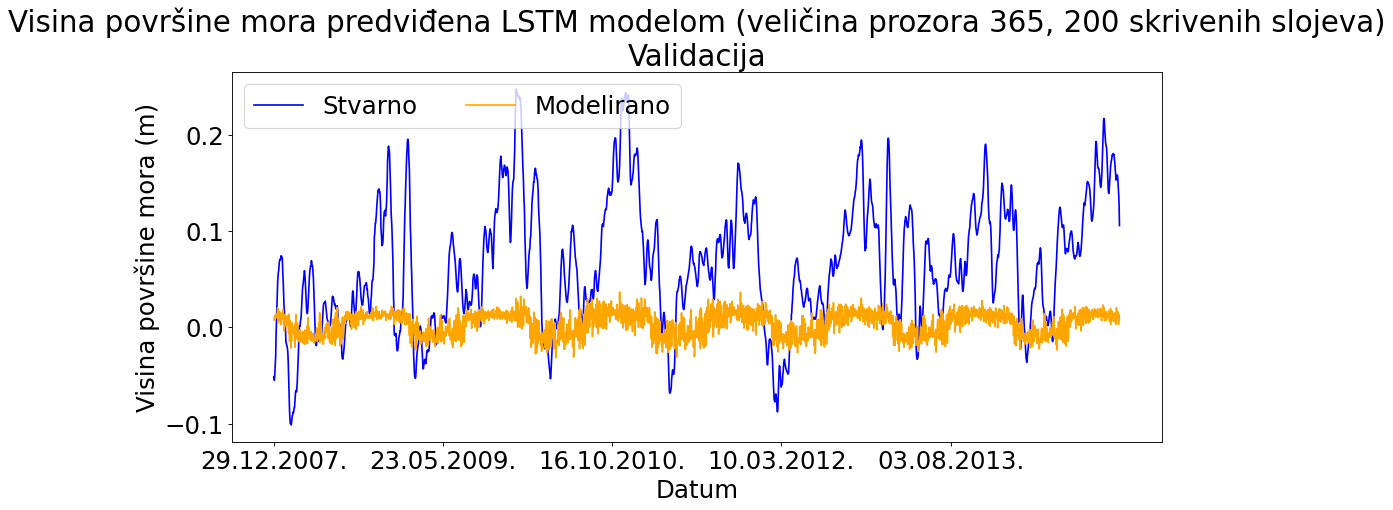 Visina površine mora predviđena LSTM modelom (veličina prozora 365, 200 skrivenih slojeva)
Validacija
Stvarno Modelirano
Visina površine mora (m)
0.2
0.1
0.0
−0.1
29.12.2007. 23.05.2009. 16.10.2010. 10.03.2012. 03.08.2013.
Datum